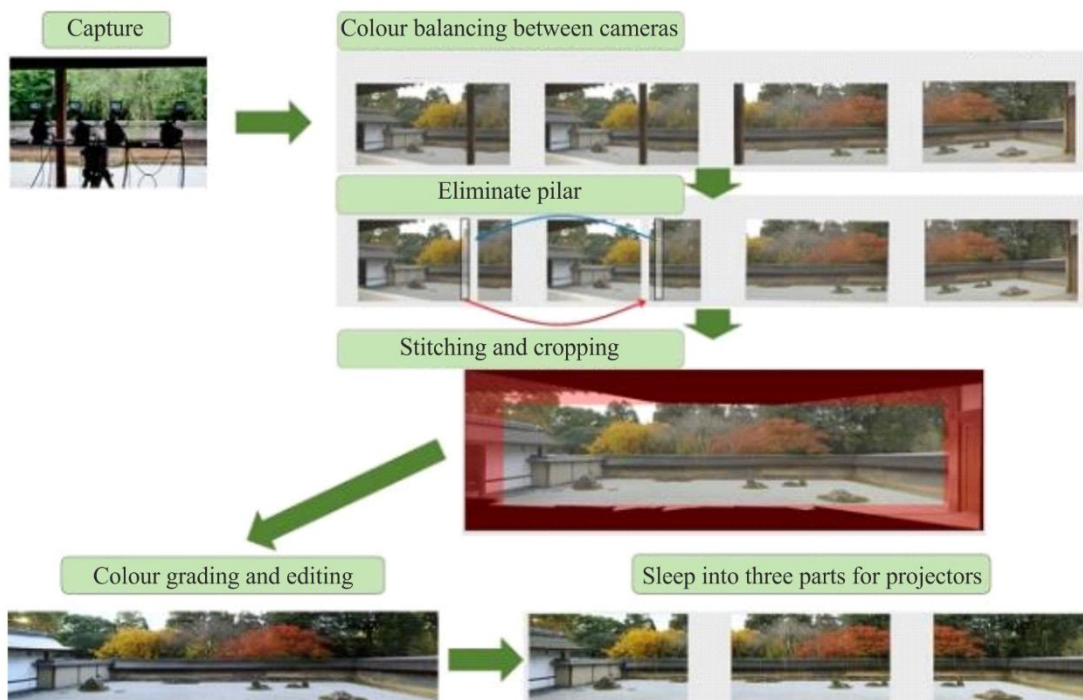 Capture
Colour balancing between cameras
Eliminate pilar
Stitching and cropping
Colour grading and editing
Sleep into three parts for projectors